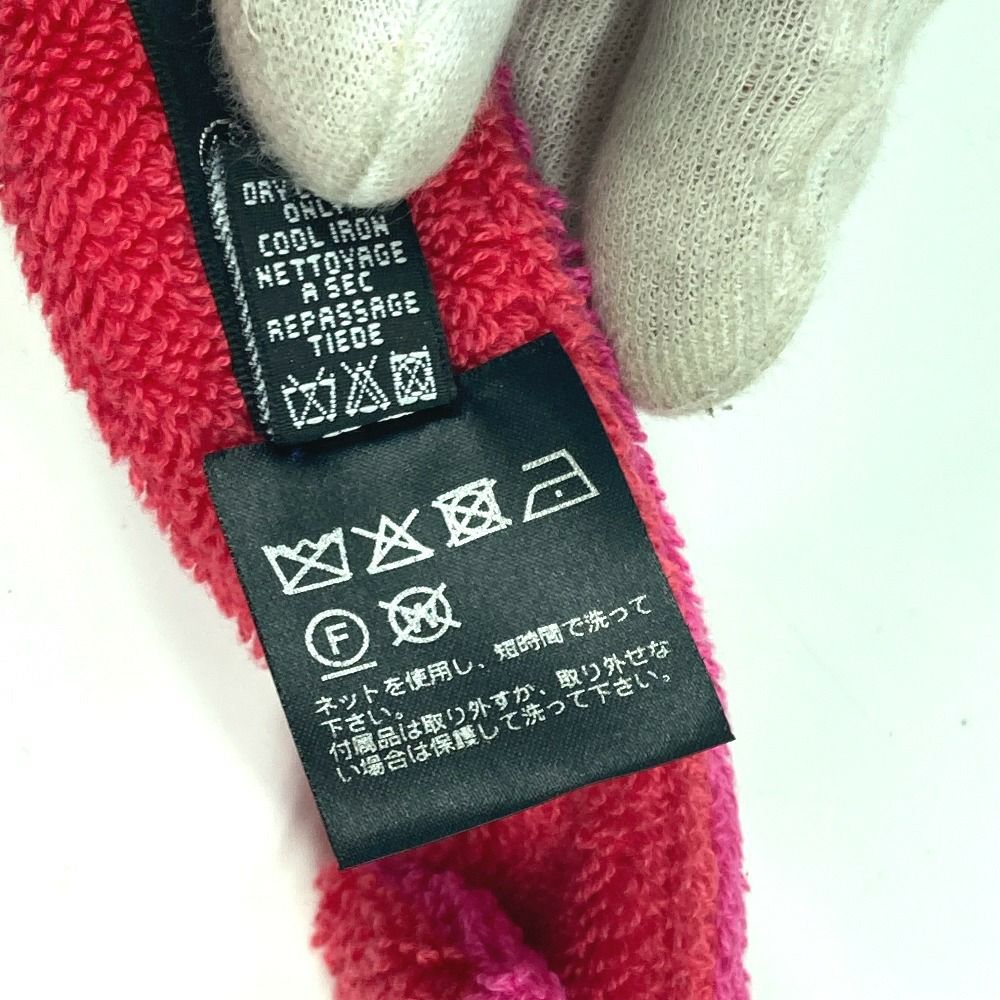 DRY
ONLY
COOL IRON
NETTOYAGE
A SEC
REPASSAGE
TIEDE
F
W
ネットを使用し、短時間で洗って
下さい。
付属品は取り外すが、取り外せな
い場合は保護して洗って下さい。